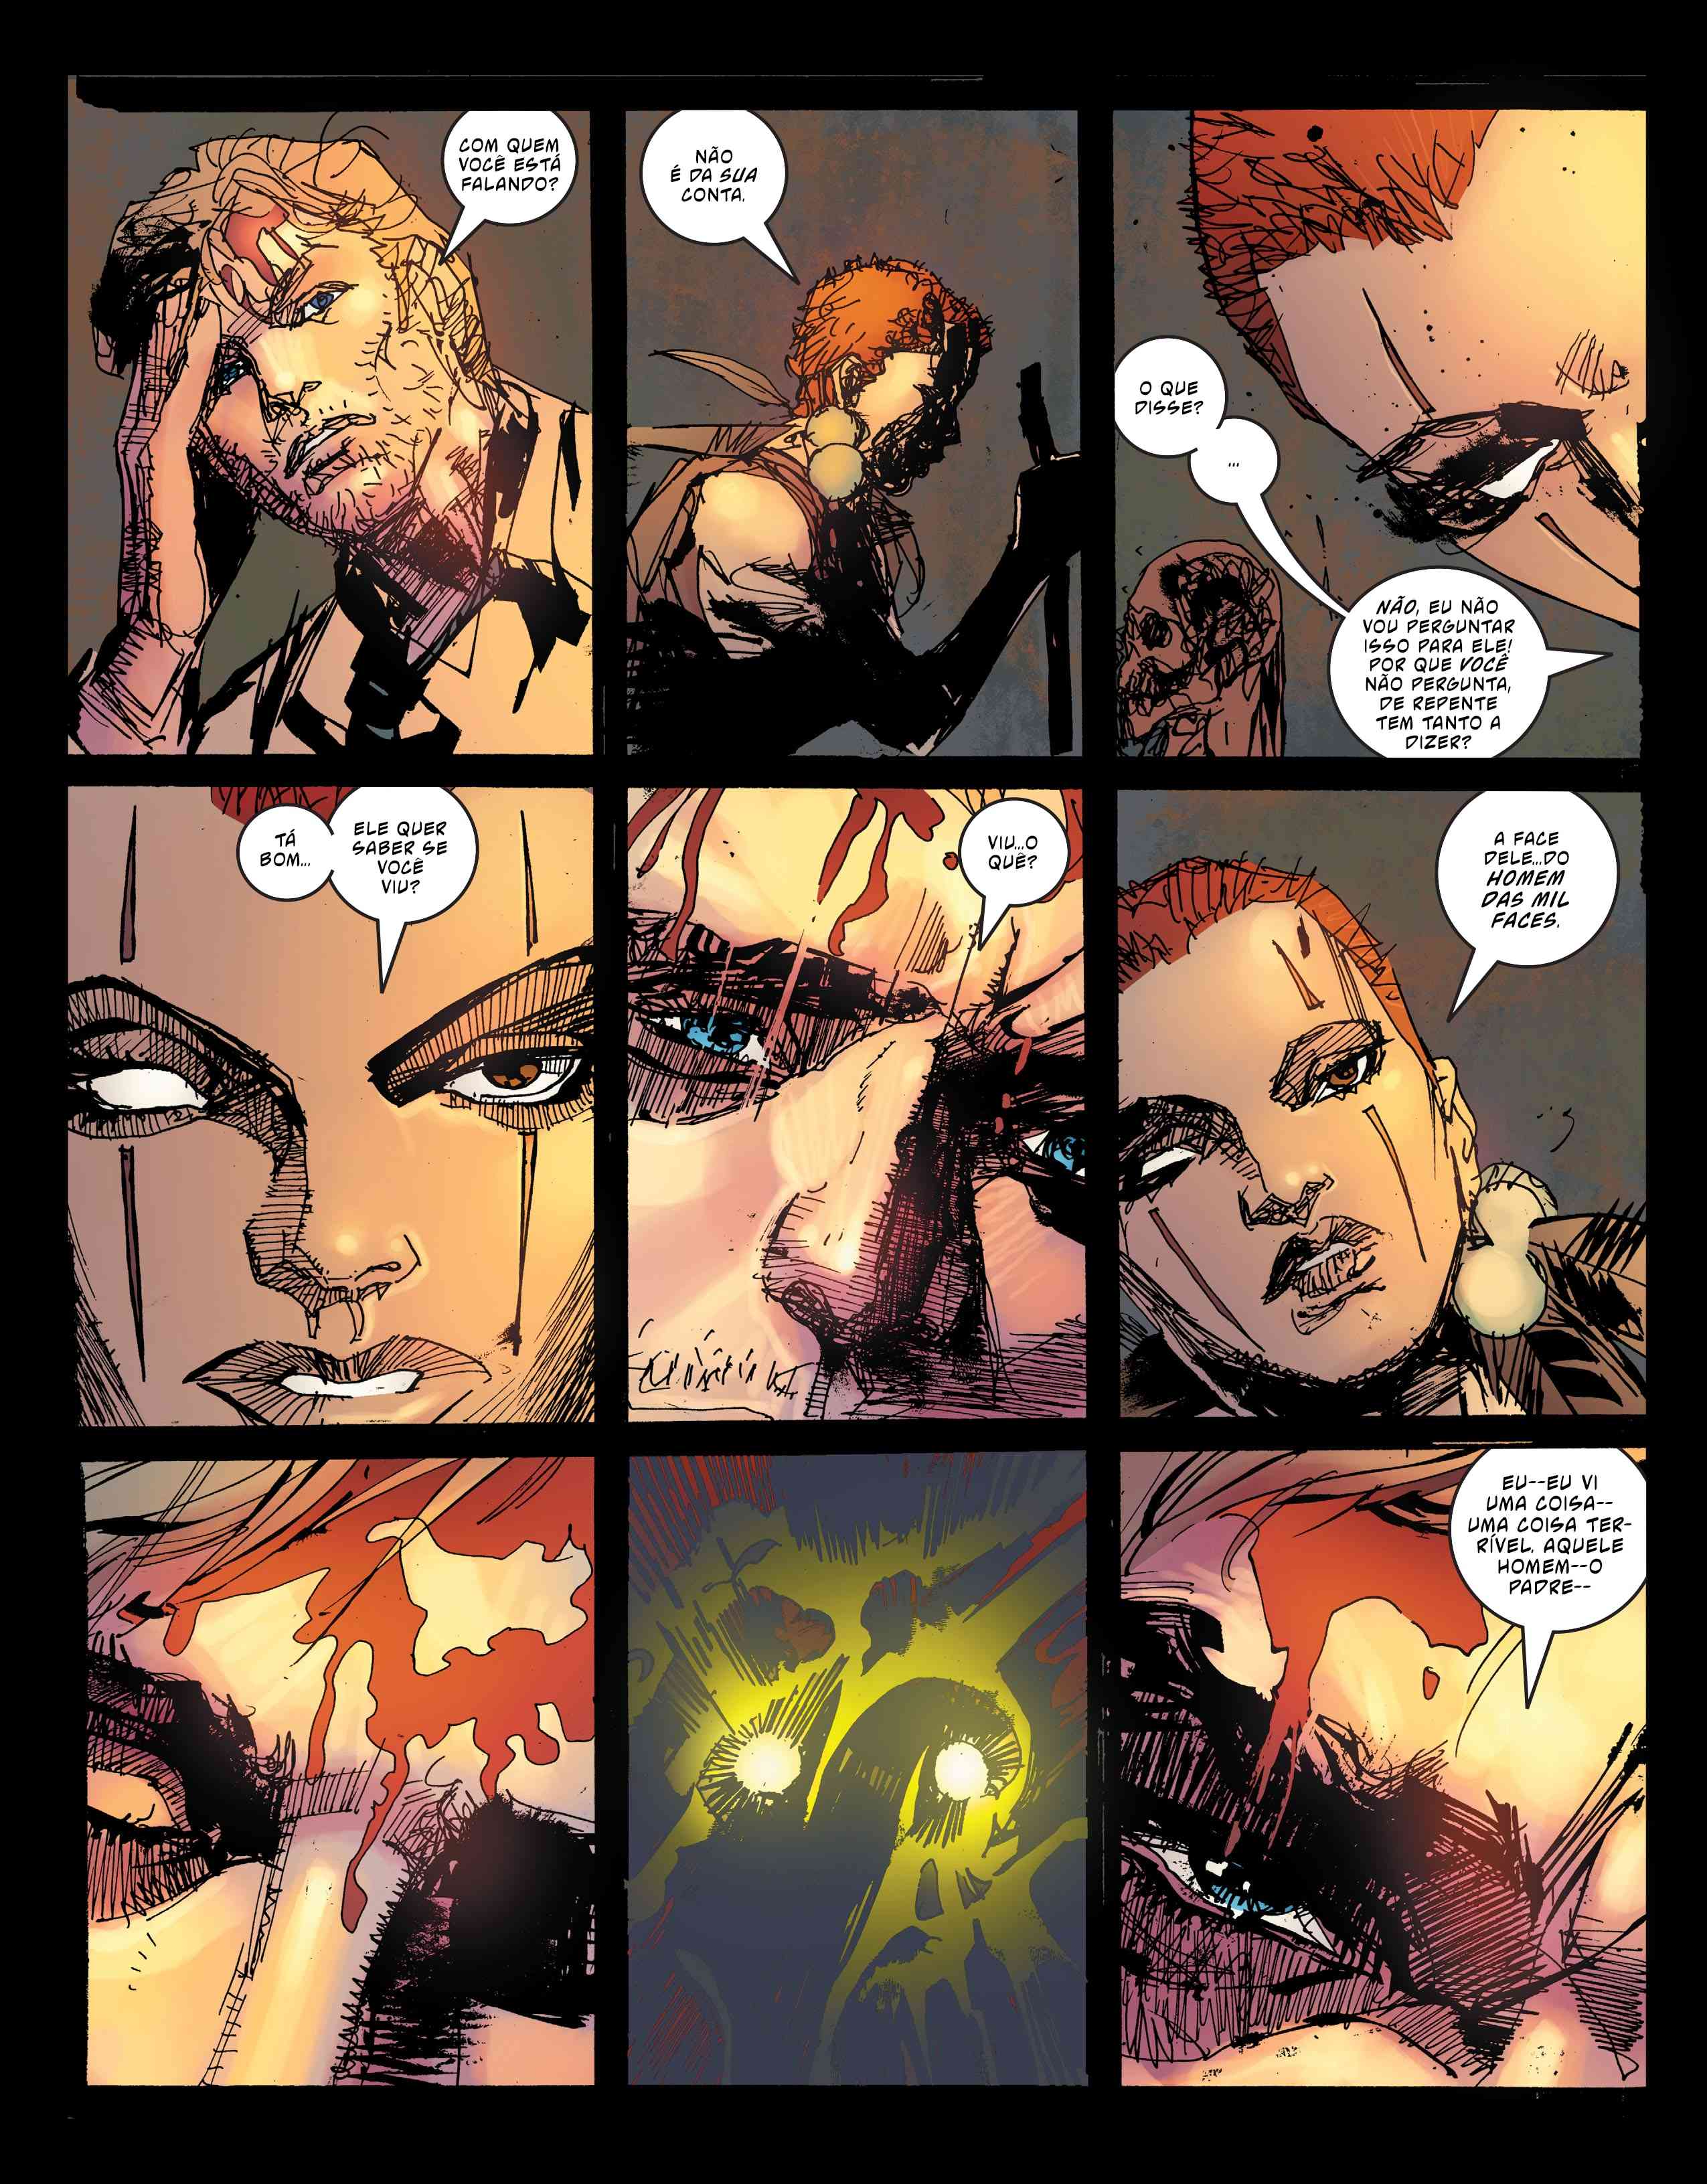 COM QUEM
VOCÊ ESTÁ
FALANDO?
NÃO
É DA SUA
CONTA.
O QUE
DISSE?
...
NÃO, EU NÃO
VOU PERGUNTAR
ISSO PARA ELE!
POR QUE VOCÊ
NÃO PERGUNTA,
DE REPENTE
TEM TANTO A
DIZER?
TÁ
BOM...
ELE QUER
SABER SE
VOCÊ
VIU?
VIU...O
QUÊ?
A FACE
DELE...DO
HOMEM
DAS MIL
FACES.
EU--EU VI
UMA COISA--
UMA COISA TER-
RÍVEL. AQUELE
HOMEM--O
PADRE--